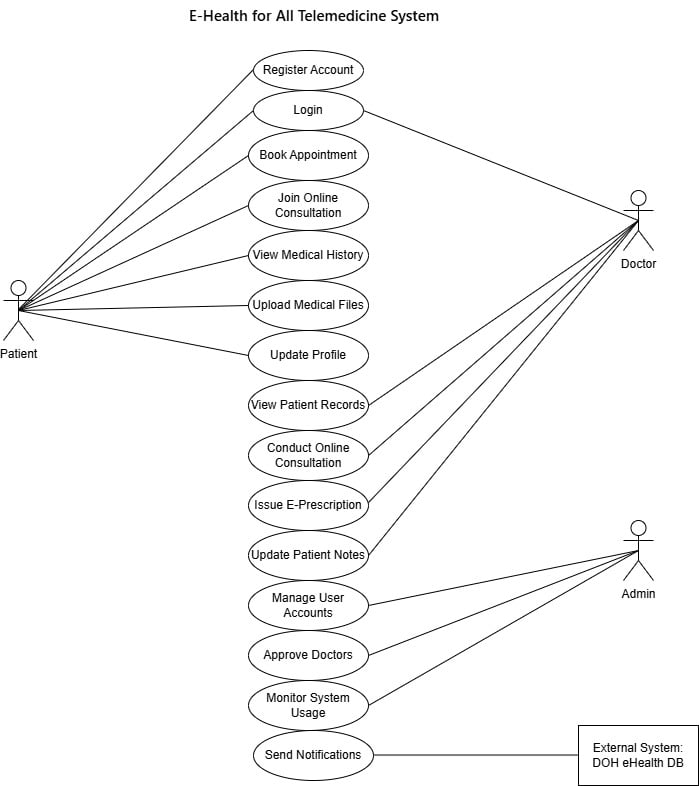 E-Health for All Telemedicine System
Register Account
Login
Book Appointment
Join Online
Consultation
View Medical History
Upload Medical Files
Update Profile
View Patient Records
Conduct Online
Consultation
Issue E-Prescription
Update Patient Notes
Manage User
Accounts
Approve Doctors
Monitor System
Usage
Send Notifications
Patient
Doctor
Admin
External System:
DOH eHealth DB